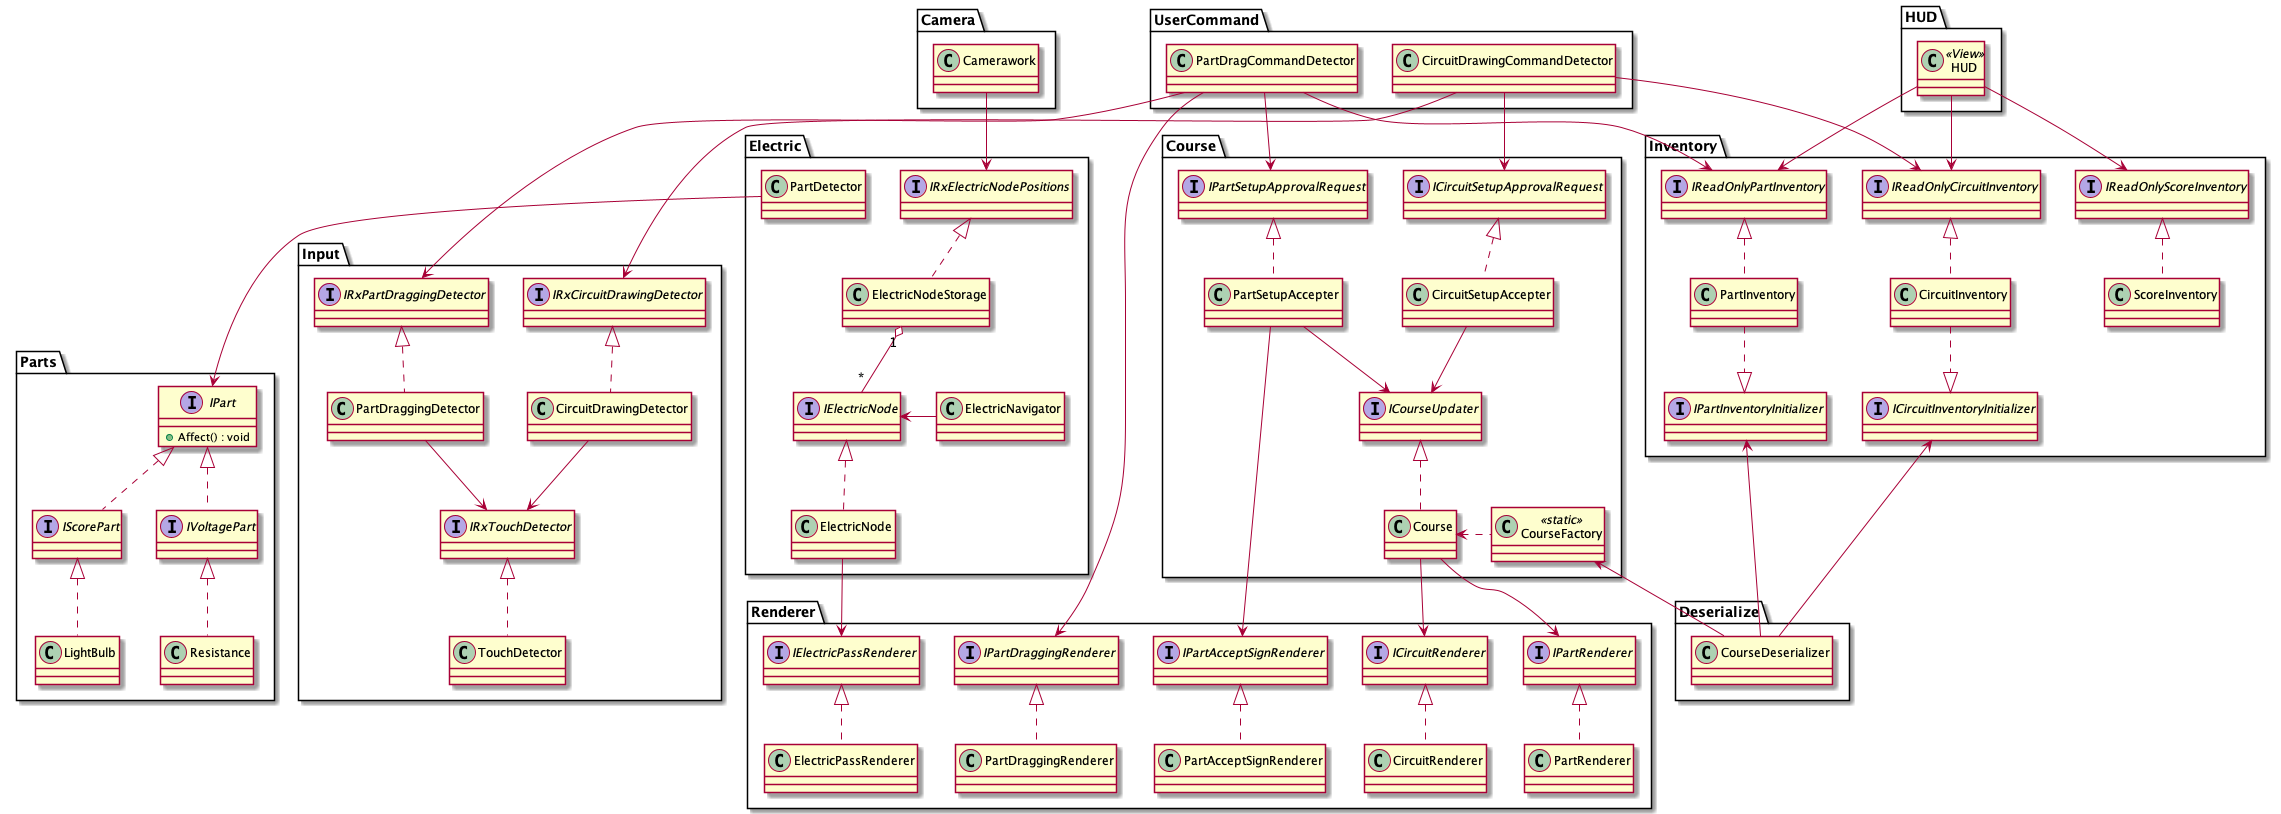 Camera
C Camerawork
UserCommand
C PartDragCommandDetector
C CircuitDrawingCommandDetector
HUD
C «View»
HUD
Electric
C PartDetector
I IRxElectricNodePositions
C ElectricNodeStorage
1
*
I IElectricNode
C ElectricNavigator
C ElectricNode
Course
I IPartSetupApprovalRequest
I ICircuitSetupApprovalRequest
C PartSetupAccepter
C CircuitSetupAccepter
I ICourseUpdater
C Course
C «static»
CourseFactory
Inventory
I IReadOnlyPartInventory
I IReadOnlyCircuitInventory
I IReadOnlyScoreInventory
C PartInventory
C CircuitInventory
C ScoreInventory
I IPartInventoryInitializer
I ICircuitInventoryInitializer
Input
I IRxPartDraggingDetector
I IRxCircuitDrawingDetector
C PartDraggingDetector
C CircuitDrawingDetector
I IRxTouchDetector
C TouchDetector
Parts
I IPart
Affect() : void
I IScorePart
I IVoltagePart
C LightBulb
C Resistance
Renderer
I IElectricPassRenderer
I IPartDraggingRenderer
I IPartAcceptSignRenderer
I ICircuitRenderer
I IPartRenderer
C ElectricPassRenderer
C PartDraggingRenderer
C PartAcceptSignRenderer
C CircuitRenderer
C PartRenderer
Deserialize
C CourseDeserializer